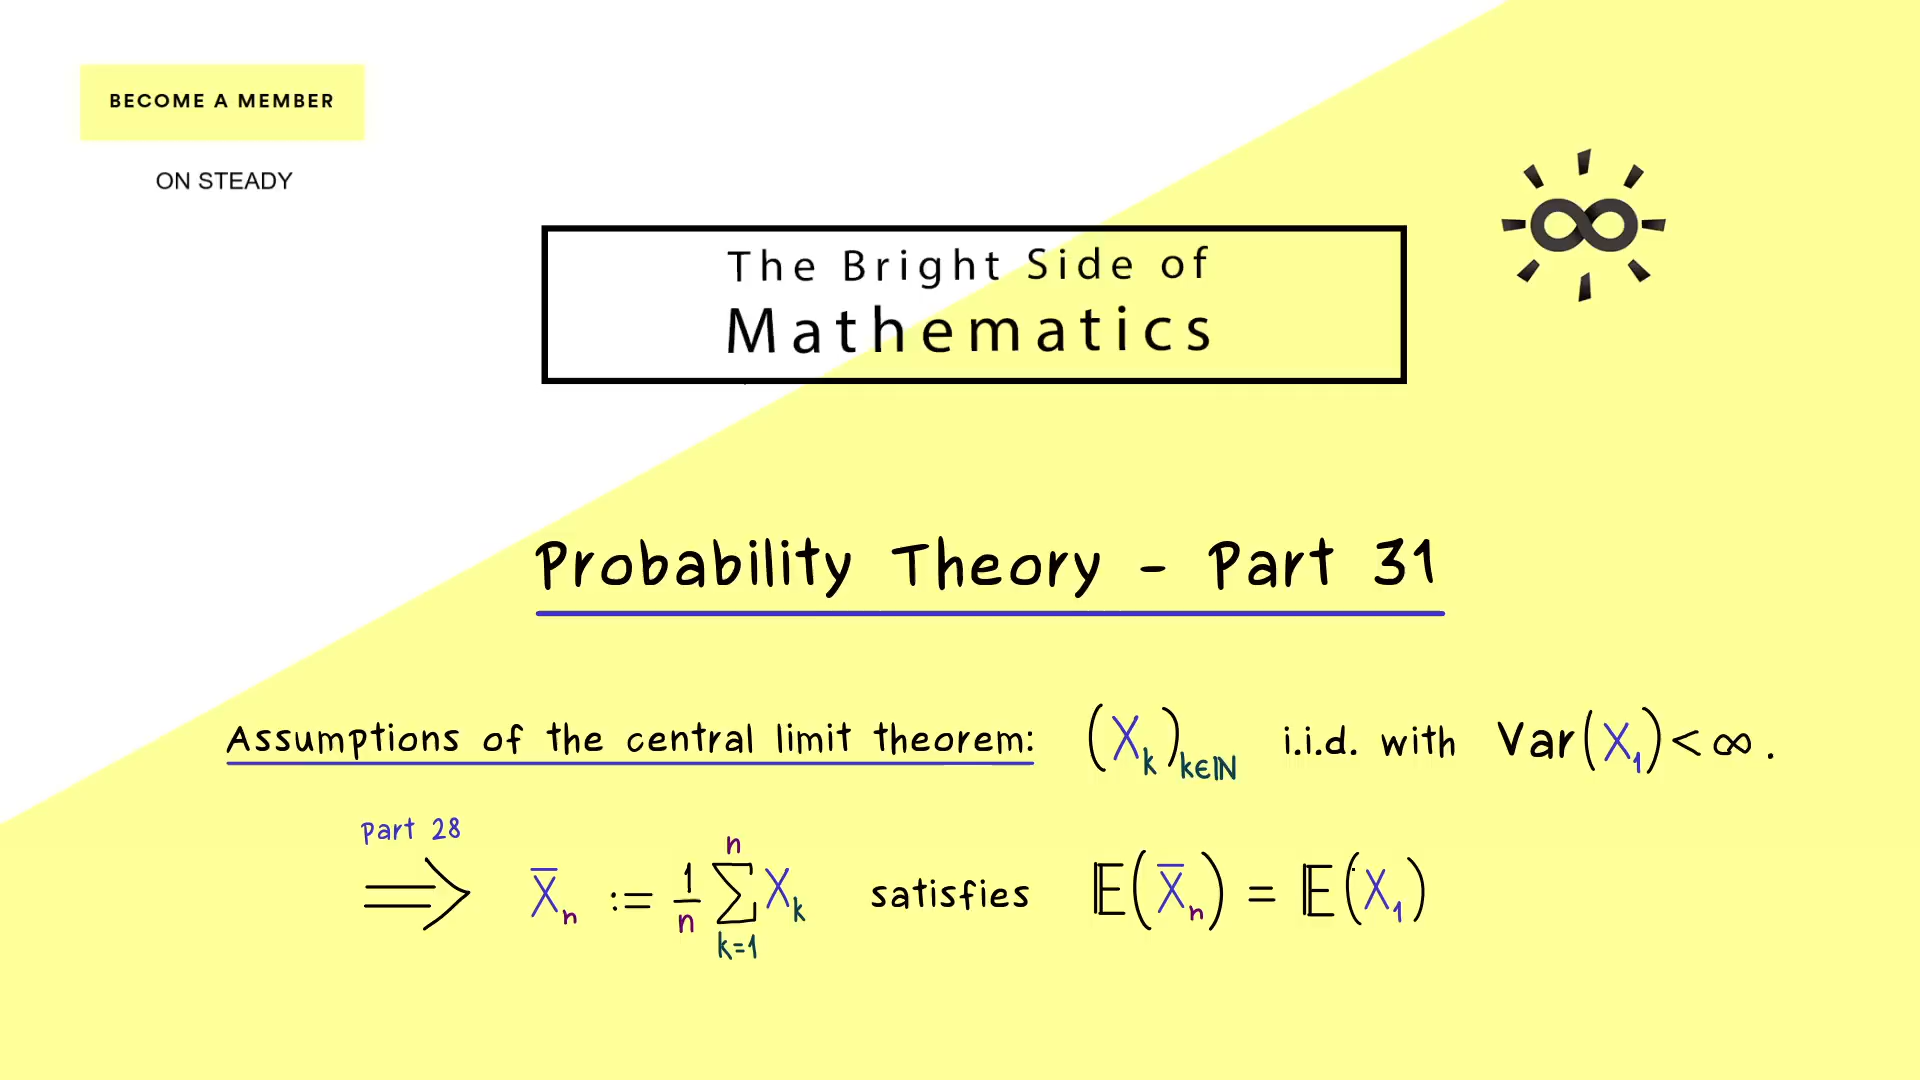 BECOME A MEMBER
ON STEADY
The Bright Side of
Mathematics
Probability Theory - Part 31
Assumptions of the central limit theorem: (X_k)_{k∈ℕ} i.i.d. with Var(X_1) < ∞ .
Part 28
⟹ X̅_n := 1/n ∑_{k=1}^{n} X_k satisfies 𝔼(X̅_n) = 𝔼(X_1)